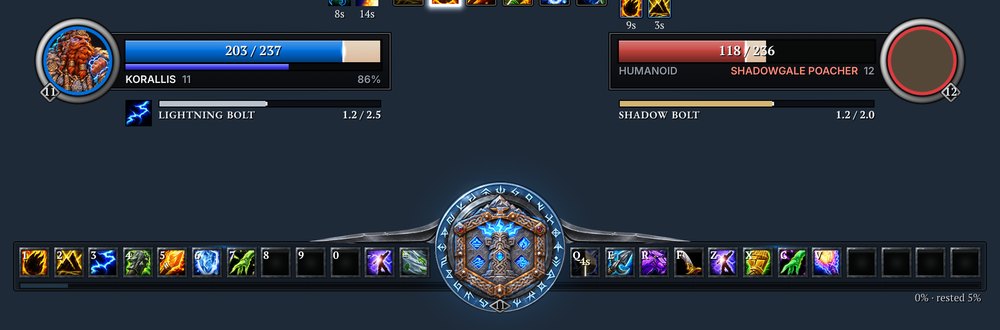 8s 14s
9s 3s
203 / 237
118 / 236
KORALLIS 11 86%
HUMANOID SHADOWGALE POACHER 12
11
12
LIGHTNING BOLT 1.2 / 2.5
SHADOW BOLT 1.2 / 2.0
1 2 3 4 5 6 7 8 9 0
Q 4s E R F Z X C V
11
0% · rested 5%